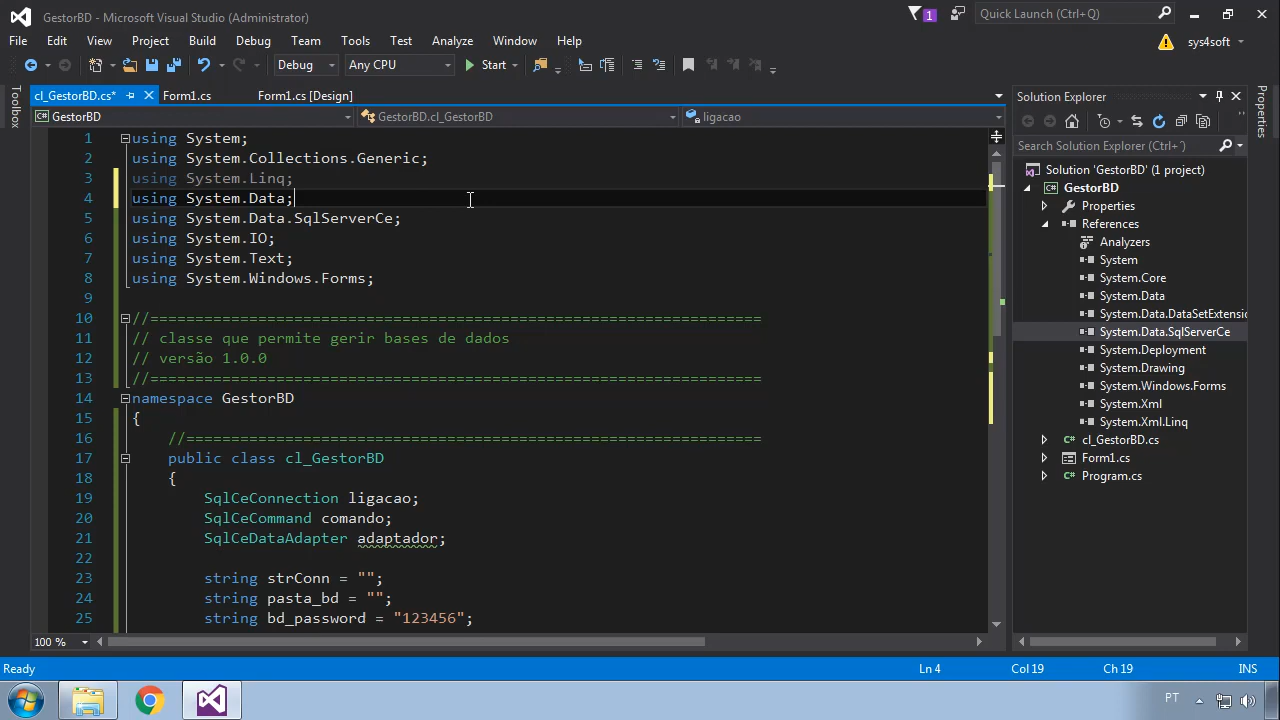 GestorBD - Microsoft Visual Studio (Administrator)
1
Quick Launch (Ctrl+Q)
File Edit View Project Build Debug Team Tools Test Analyze Window Help
sys4soft
Debug Any CPU Start
Toolbox
cl_GestorBD.cs* Form1.cs Form1.cs [Design]
GestorBD GestorBD.cl_GestorBD ligacao
1 using System;
2 using System.Collections.Generic;
3 using System.Linq;
4 using System.Data;
5 using System.Data.SqlServerCe;
6 using System.IO;
7 using System.Text;
8 using System.Windows.Forms;
9
10 //================================================================
11 // classe que permite gerir bases de dados
12 // versão 1.0.0
13 //================================================================
14 namespace GestorBD
15 {
16 //================================================================
17 public class cl_GestorBD
18 {
19 SqlCeConnection ligacao;
20 SqlCeCommand comando;
21 SqlCeDataAdapter adaptador;
22
23 string strConn = "";
24 string pasta_bd = "";
25 string bd_password = "123456";
100 %
Solution Explorer
Search Solution Explorer (Ctrl+´)
Solution 'GestorBD' (1 project)
GestorBD
Properties
References
Analyzers
System
System.Core
System.Data
System.Data.DataSetExtensio
System.Data.SqlServerCe
System.Deployment
System.Drawing
System.Windows.Forms
System.Xml
System.Xml.Linq
cl_GestorBD.cs
Form1.cs
Program.cs
Properties
Ready Ln 4 Col 19 Ch 19 INS
PT